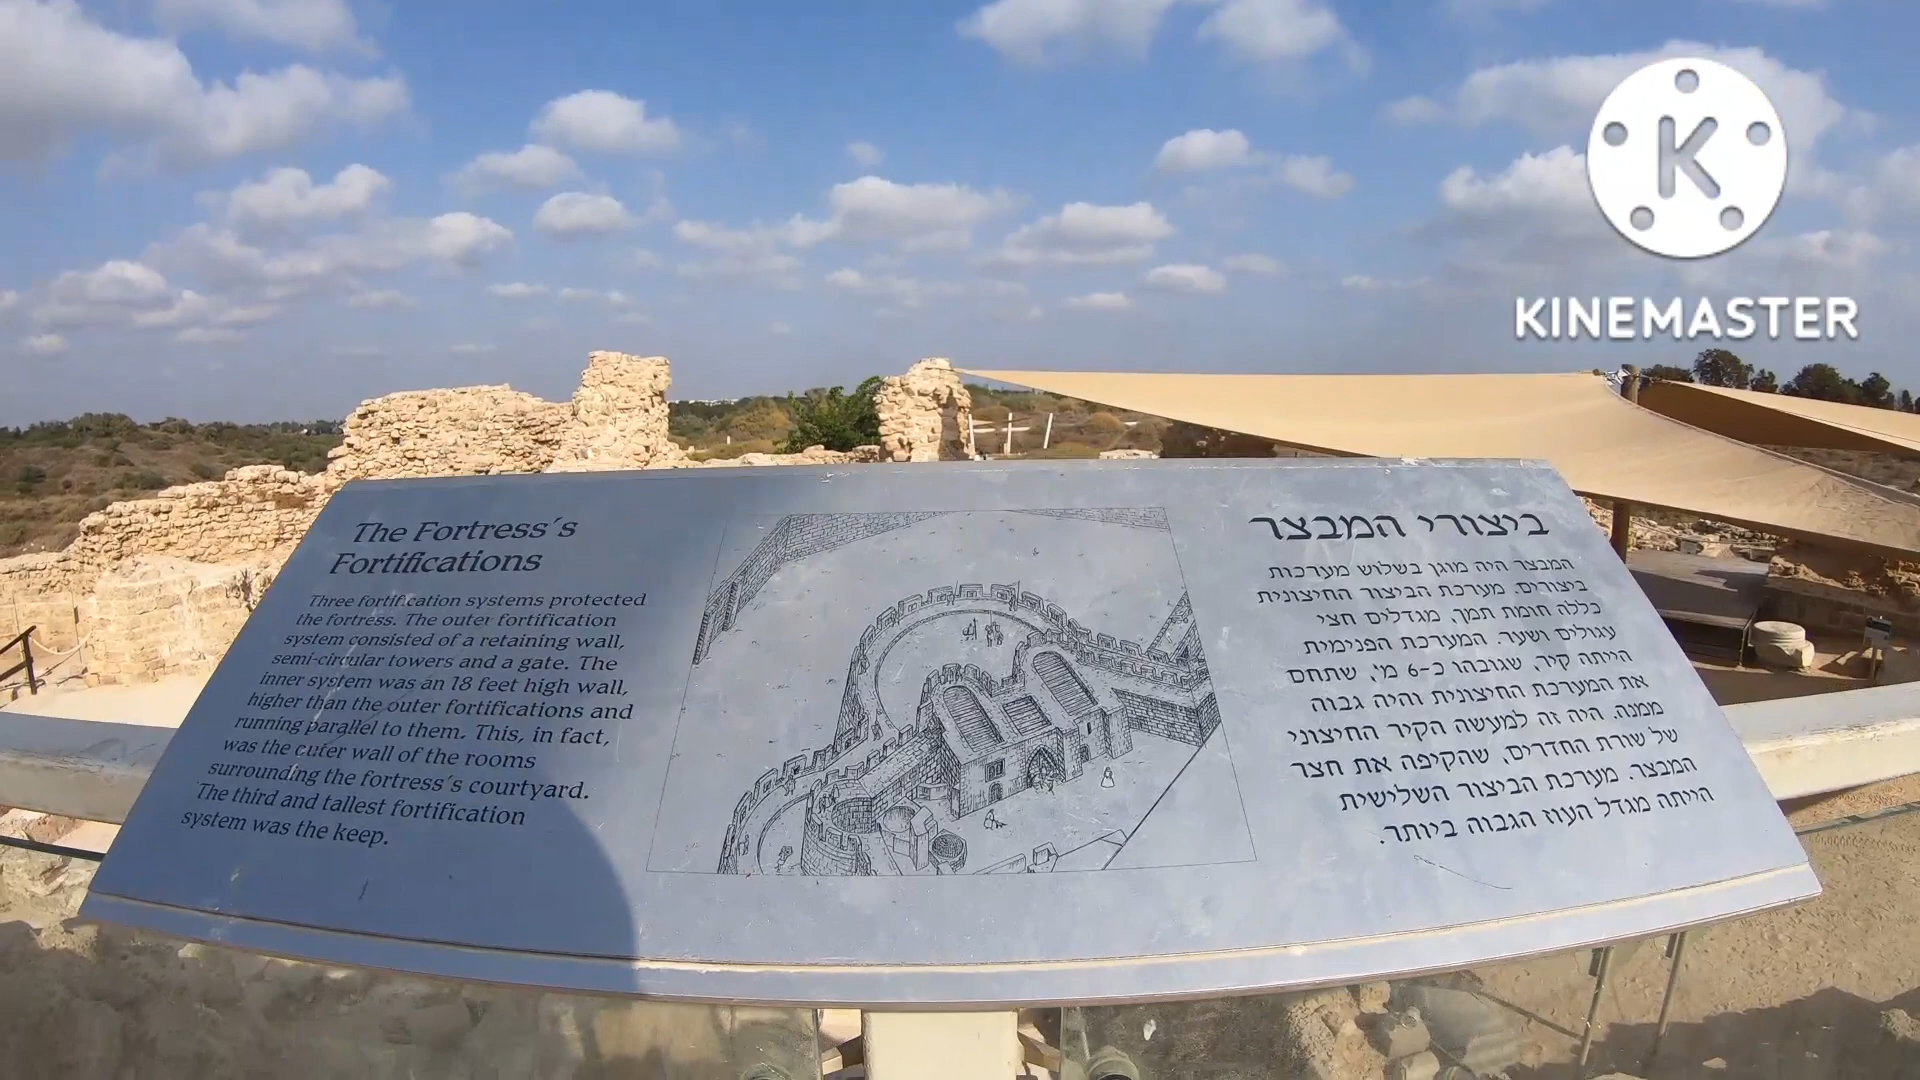 K
KINEMASTER
The Fortress's
Fortifications
Three fortification systems protected
the fortress. The outer fortification
system consisted of a retaining wall,
semi-circular towers and a gate. The
inner system was an 18 feet high wall,
higher than the outer fortifications and
running parallel to them. This, in fact,
was the outer wall of the rooms
surrounding the fortress's courtyard.
The third and tallest fortification
system was the keep.
ביצורי המבצר
המבצר היה מוגן בשלוש מערכות
ביצורים. מערכת הביצור החיצונית
כללה חומת תמך, מגדלים חצי
עיגולים ושער. המערכת הפנימית
הייתה קיר, שגובהו כ-6 מ', שתחם
את המערכת החיצונית והיה גבוה
ממנה. היה זה למעשה הקיר החיצוני
של שורת החדרים, שהקיפה את חצר
המבצר. מערכת הביצור השלישית
הייתה מגדל העוז הגבוה ביותר.